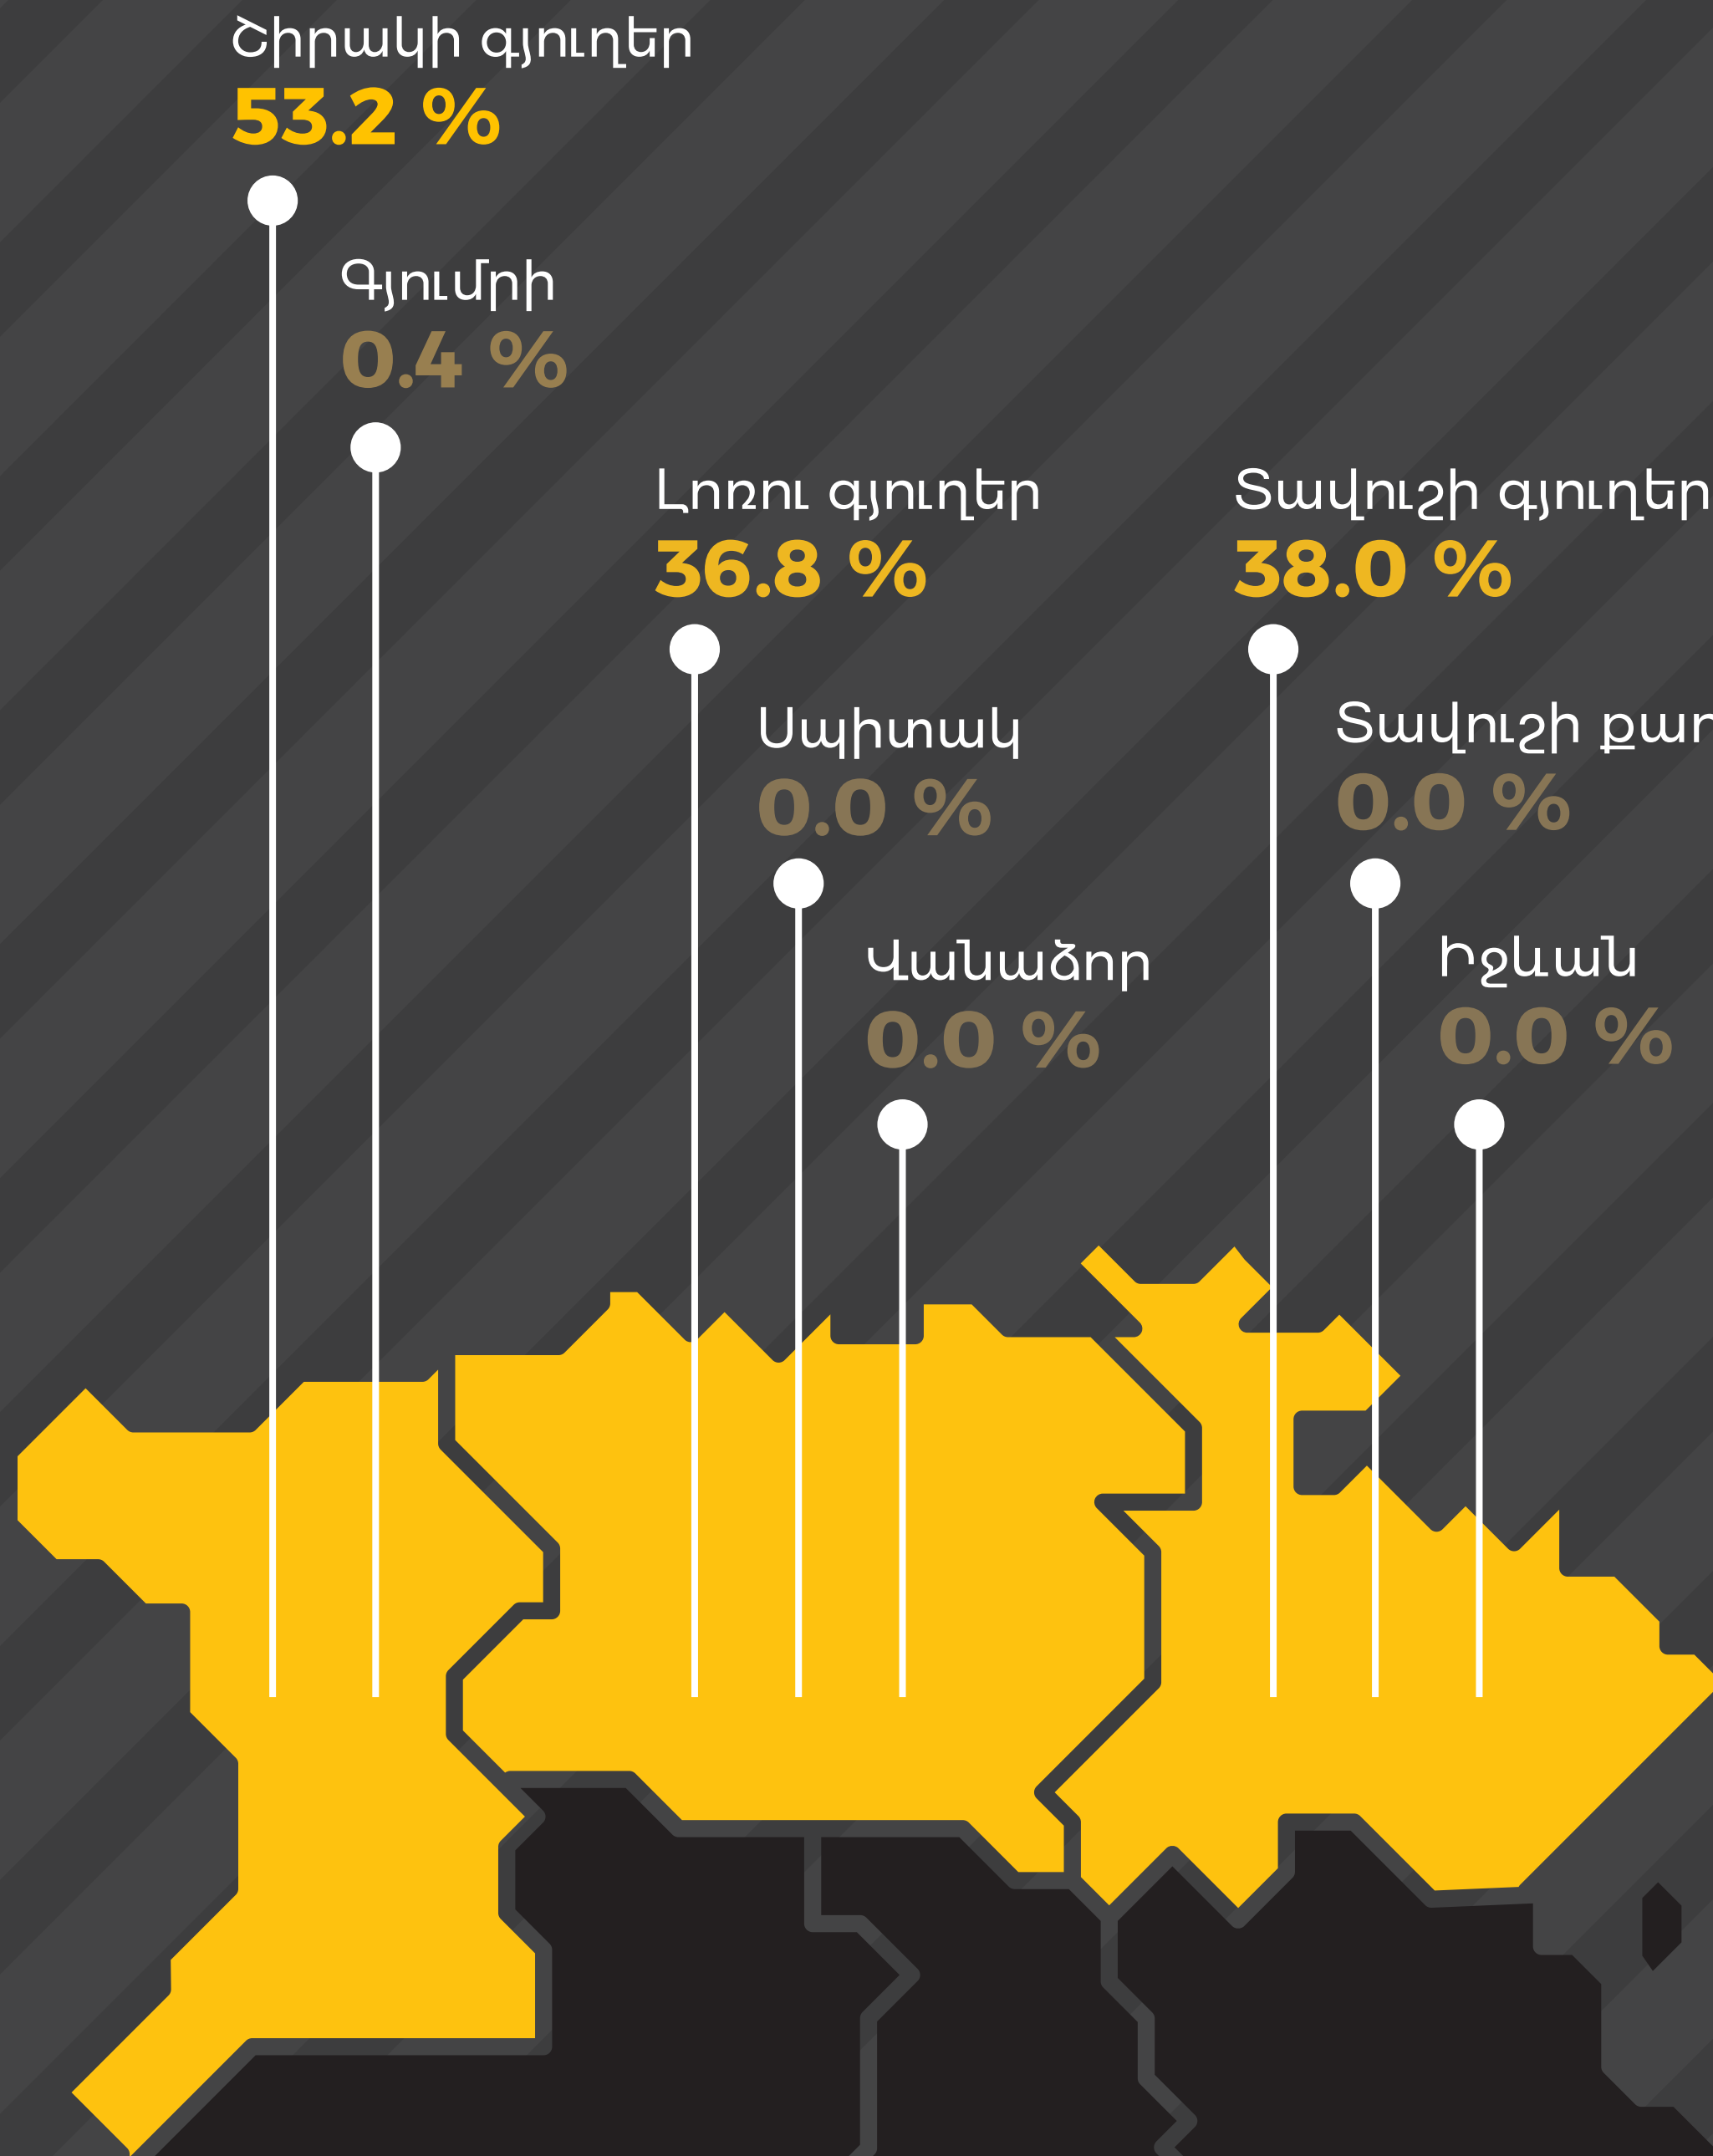 Շիրակի գյուղեր
53.2 %
Գյումրի
0.4 %
Լոռու գյուղեր
36.8 %
Տավուշի գյուղեր
38.0 %
Սպիտակ
0.0 %
Տավուշի
0.0 %
Վանաձոր
0.0 %
Իջևան
0.0 %